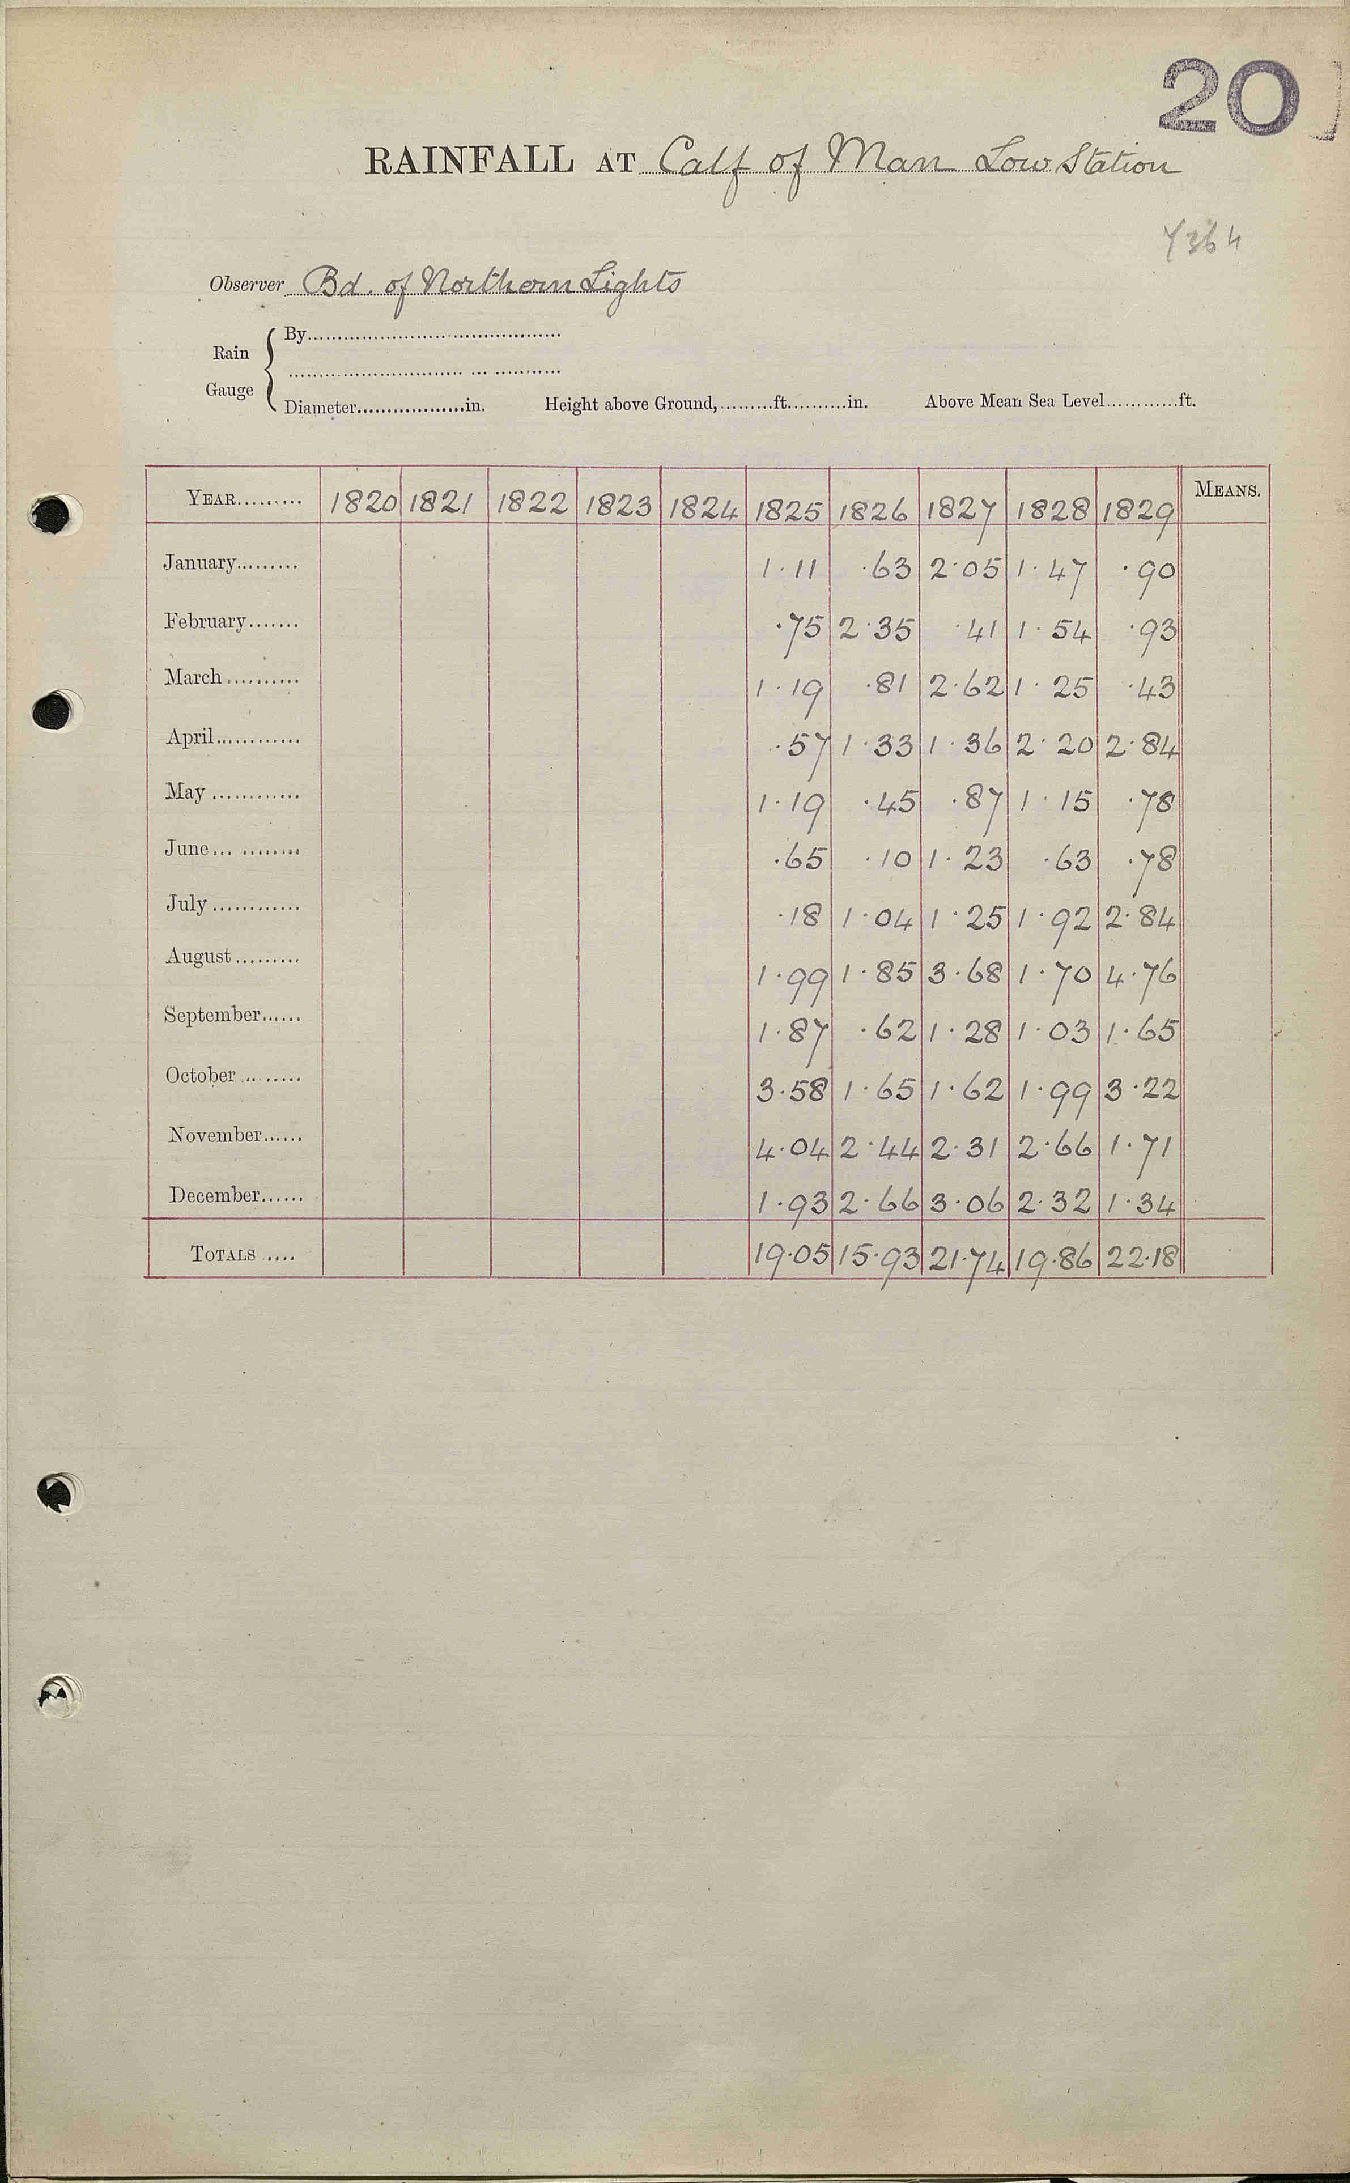 20
RAINFALL AT Calf of Man Low Station
7364
Observer Bd. of Northern Lights
Rain Gauge { By
Diameter in. Height above Ground, ft. in. Above Mean Sea Level ft.
YEAR 1820 1821 1822 1823 1824 1825 1826 1827 1828 1829 MEANS.
January 1.11 .63 2.05 1.47 .90
February .75 2.35 .41 1.54 .93
March 1.19 .81 2.62 1.25 .43
April .57 1.33 1.36 2.20 2.84
May 1.19 .45 .87 1.15 .78
June .65 .10 1.23 .63 .78
July .18 1.04 1.25 1.92 2.84
August 1.99 1.85 3.68 1.70 4.76
September 1.87 .62 1.28 1.03 1.65
October 3.58 1.65 1.62 1.99 3.22
November 4.04 2.44 2.31 2.66 1.71
December 1.93 2.66 3.06 2.32 1.34
TOTALS 19.05 15.93 21.74 19.86 22.18